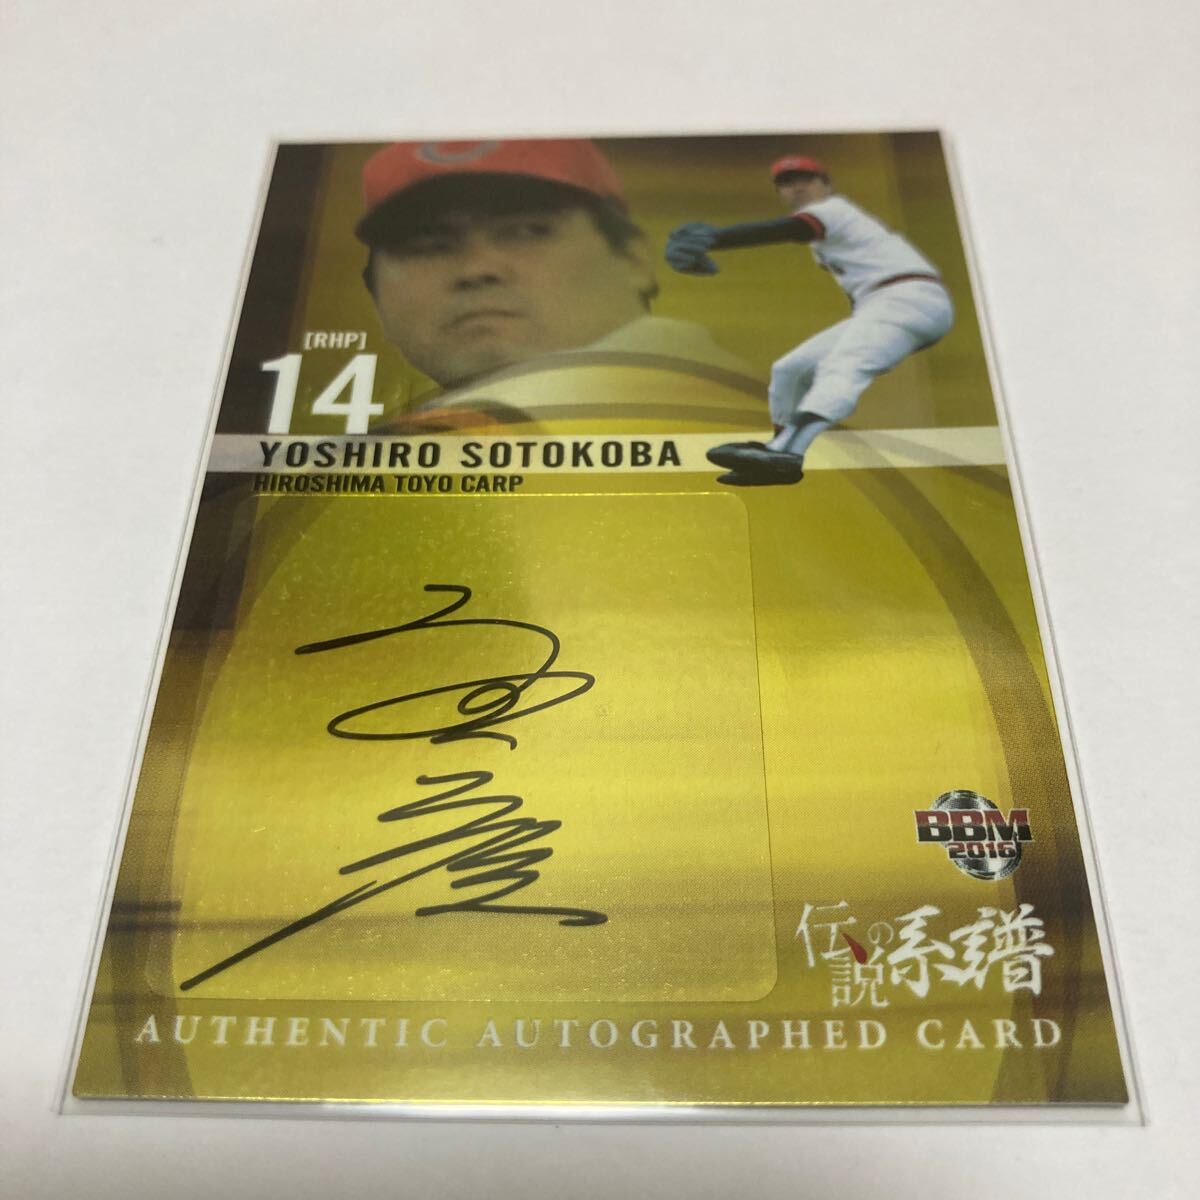 [RHP]
14
YOSHIRO SOTOKOBA
HIROSHIMA TOYO CARP
BBM
2016
伝説の系譜
AUTHENTIC AUTOGRAPHED CARD